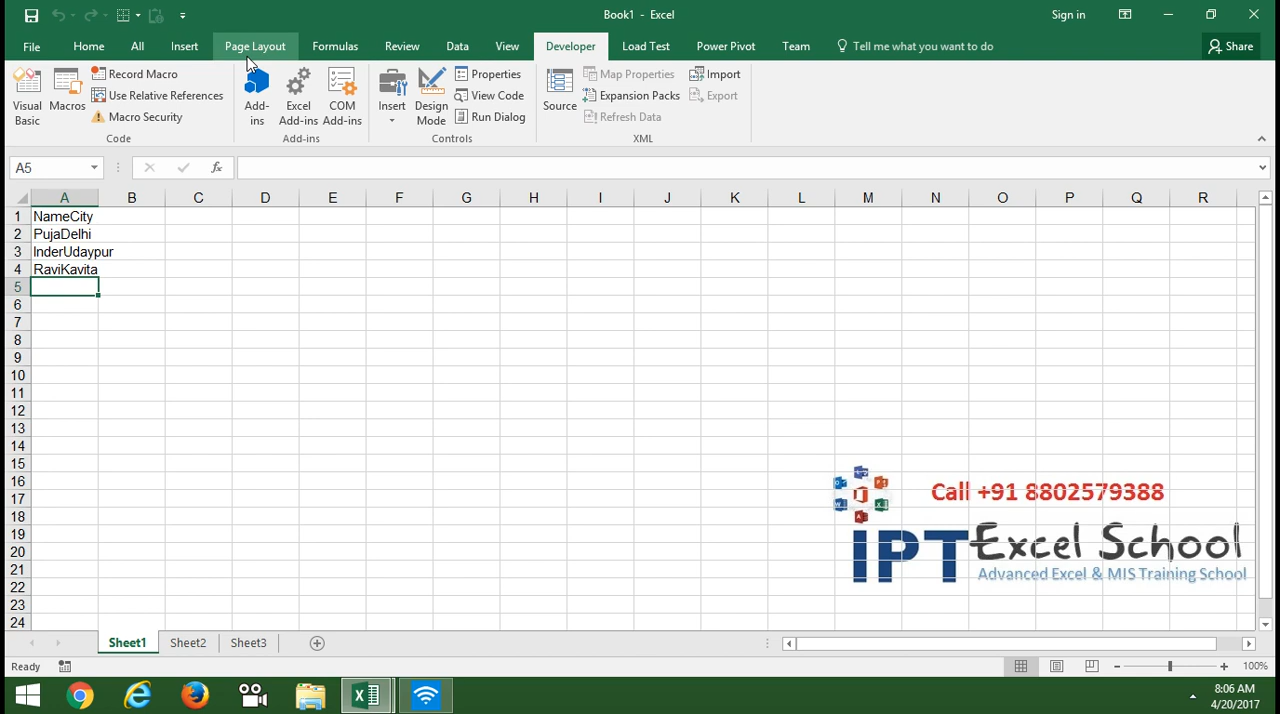 Book1 - Excel
Sign in
File Home All Insert Page Layout Formulas Review Data View Developer Load Test Power Pivot Team Tell me what you want to do Share
Visual Basic
Macros
Record Macro
Use Relative References
Macro Security
Code
Add-ins
Excel Add-ins
COM Add-ins
Add-ins
Insert
Design Mode
Properties
View Code
Run Dialog
Controls
Source
Map Properties
Expansion Packs
Refresh Data
Import
Export
XML
A5
fx
A B C D E F G H I J K L M N O P Q R
1 NameCity
2 PujaDelhi
3 InderUdaypur
4 RaviKavita
5
6
7
8
9
10
11
12
13
14
15
16
17
18
19
20
21
22
23
24
Call +91 8802579388
IPT Excel School
Advanced Excel & MIS Training School
Sheet1 Sheet2 Sheet3
Ready
100%
8:06 AM
4/20/2017